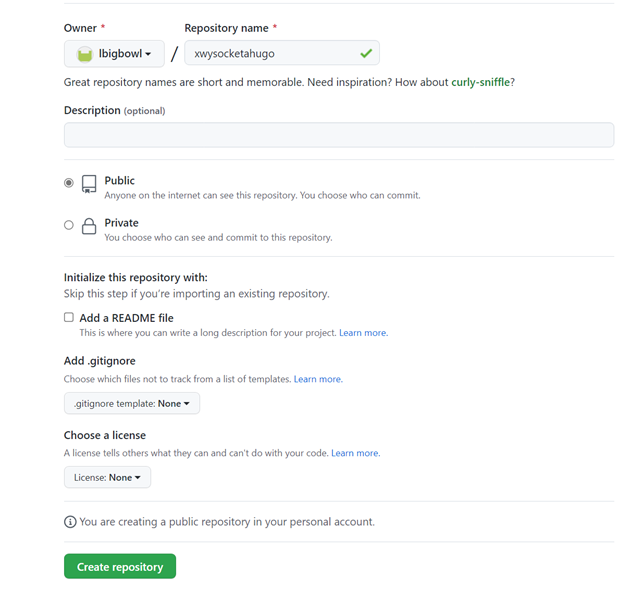 Owner * Repository name *
lbigbowl / xwysocketahugo
Great repository names are short and memorable. Need inspiration? How about curly-sniffle?
Description (optional)
Public
Anyone on the internet can see this repository. You choose who can commit.
Private
You choose who can see and commit to this repository.
Initialize this repository with:
Skip this step if you're importing an existing repository.
Add a README file
This is where you can write a long description for your project. Learn more.
Add .gitignore
Choose which files not to track from a list of templates. Learn more.
.gitignore template: None
Choose a license
A license tells others what they can and can't do with your code. Learn more.
License: None
You are creating a public repository in your personal account.
Create repository